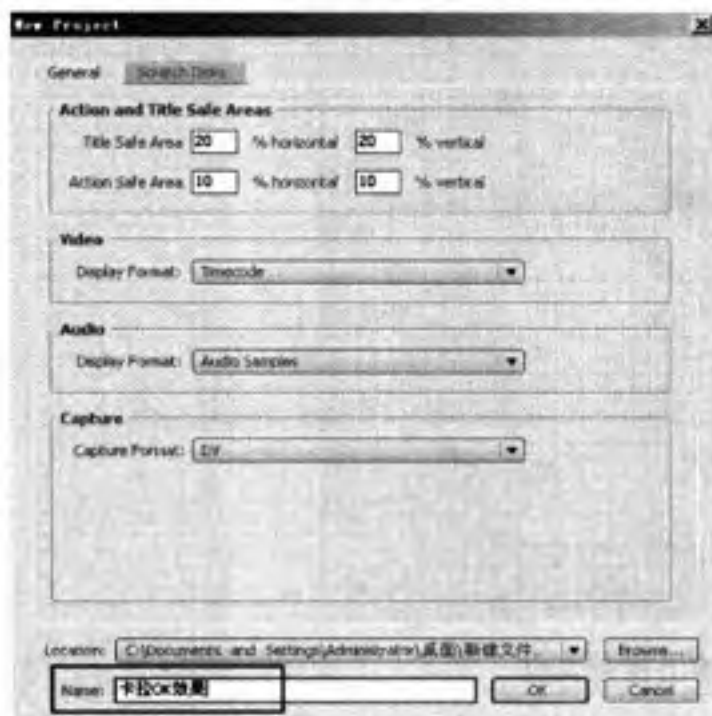 New Project
General Scratch Disks
Action and Title Safe Areas
Title Safe Area 20 % horizontal 20 % vertical
Action Safe Area 10 % horizontal 10 % vertical
Video
Display Format: Timecode
Audio
Display Format: Audio Samples
Capture
Capture Format: DV
Location: C:\Documents and Settings\Administrator\桌面\新建文件... Browse...
Name: 卡拉OK效果 OK Cancel